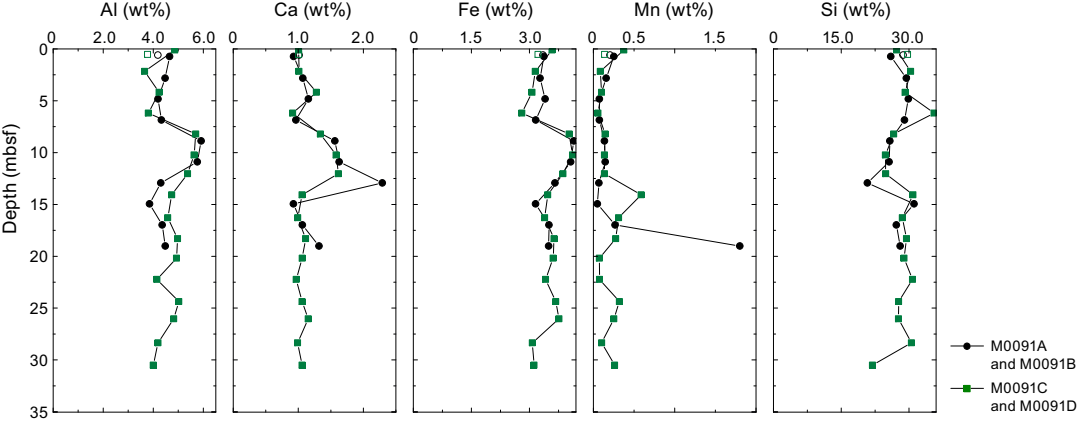 Al (wt%) Ca (wt%) Fe (wt%) Mn (wt%) Si (wt%)
0 2.0 4.0 6.0 0 1.0 2.0 0 3.0 0 0.5 1.5 0 15.0 30.0
Depth (mbsf)
0
5
10
15
20
25
30
35
M0091A
and M0091B
M0091C
and M0091D